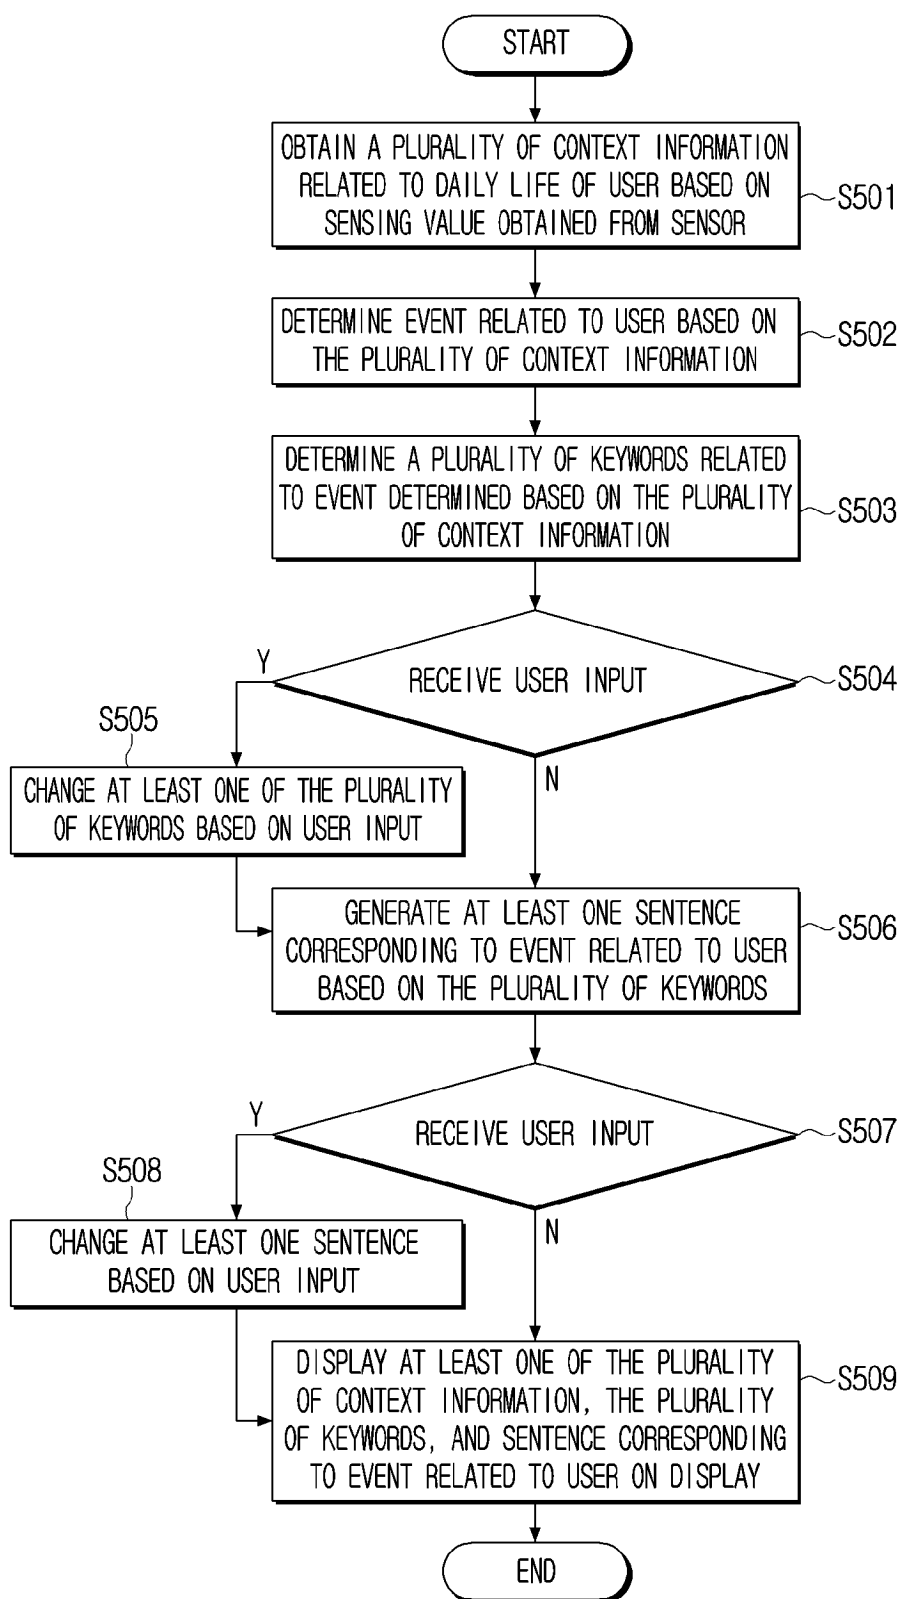 START
OBTAIN A PLURALITY OF CONTEXT INFORMATION
RELATED TO DAILY LIFE OF USER BASED ON
SENSING VALUE OBTAINED FROM SENSOR
S501
DETERMINE EVENT RELATED TO USER BASED ON
THE PLURALITY OF CONTEXT INFORMATION
S502
DETERMINE A PLURALITY OF KEYWORDS RELATED
TO EVENT DETERMINED BASED ON THE PLURALITY
OF CONTEXT INFORMATION
S503
RECEIVE USER INPUT
S504
Y
N
S505
CHANGE AT LEAST ONE OF THE PLURALITY
OF KEYWORDS BASED ON USER INPUT
GENERATE AT LEAST ONE SENTENCE
CORRESPONDING TO EVENT RELATED TO USER
BASED ON THE PLURALITY OF KEYWORDS
S506
RECEIVE USER INPUT
S507
Y
N
S508
CHANGE AT LEAST ONE SENTENCE
BASED ON USER INPUT
DISPLAY AT LEAST ONE OF THE PLURALITY
OF CONTEXT INFORMATION, THE PLURALITY
OF KEYWORDS, AND SENTENCE CORRESPONDING
TO EVENT RELATED TO USER ON DISPLAY
S509
END